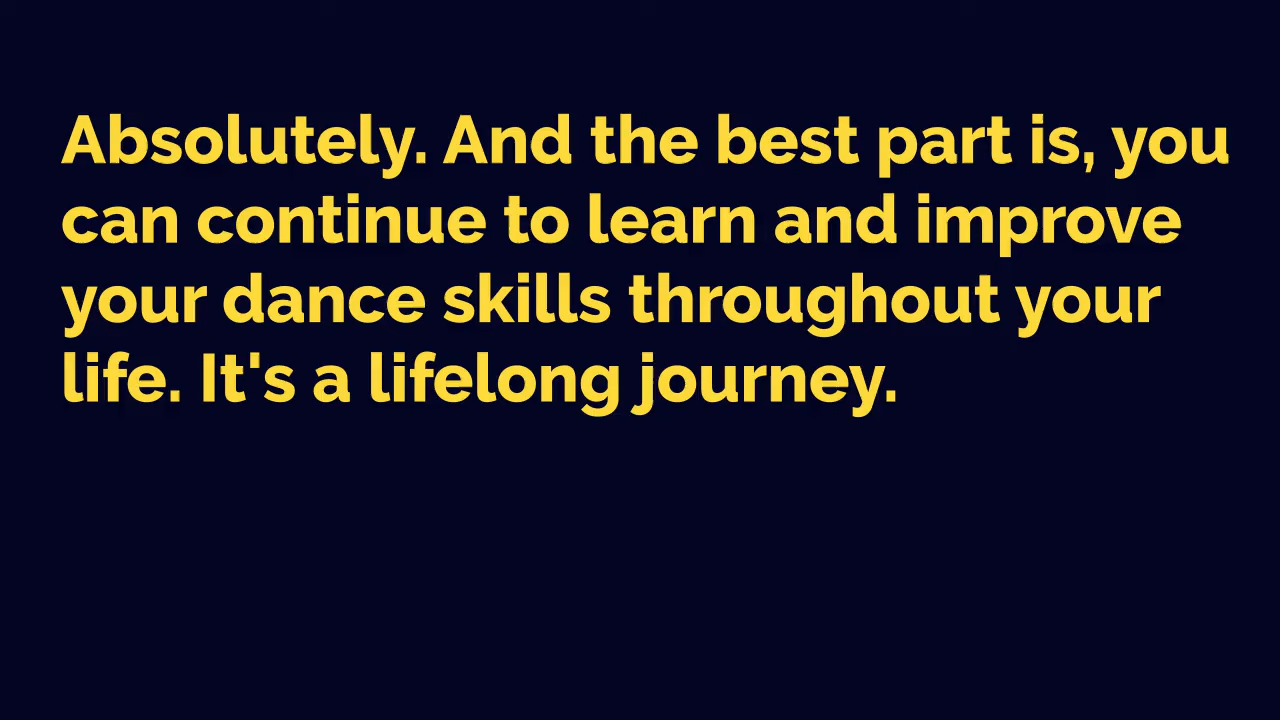 Absolutely. And the best part is, you
can continue to learn and improve
your dance skills throughout your
life. It's a lifelong journey.